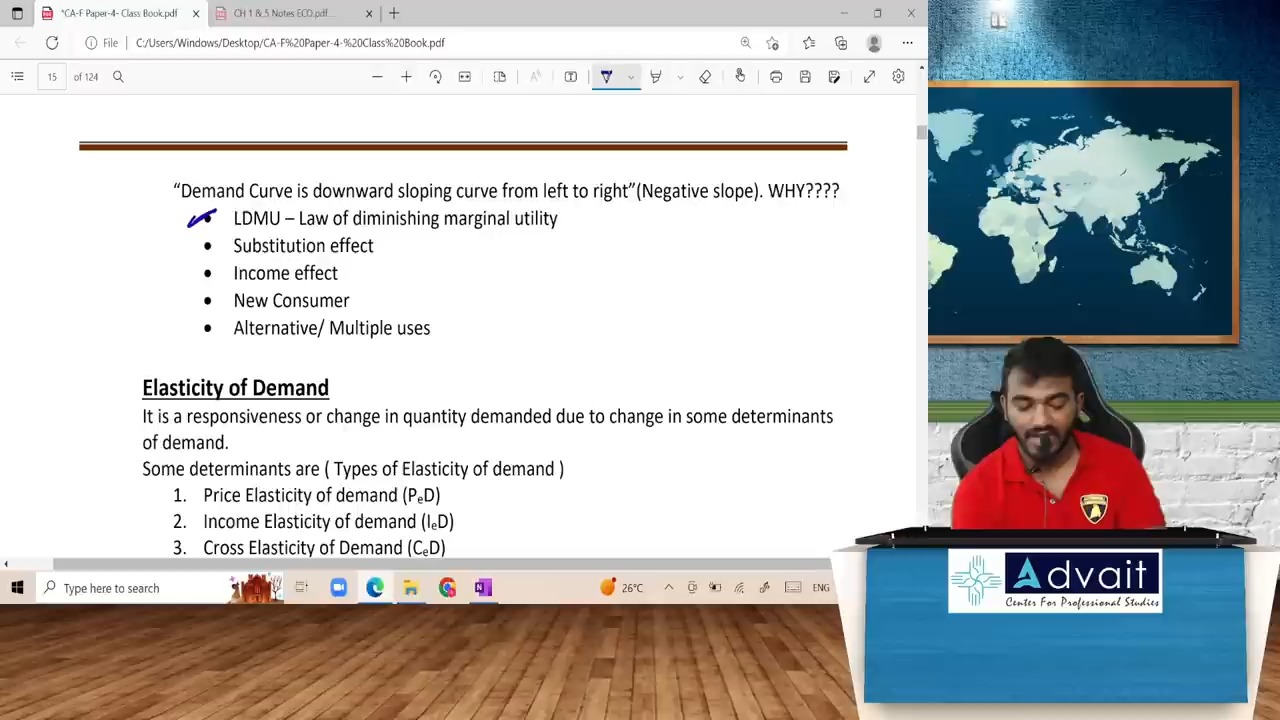 *CA-F Paper-4- Class Book.pdf
CH 1 & 5 Notes ECO.pdf...
File
C:/Users/Windows/Desktop/CA-F%20Paper-4-%20Class%20Book.pdf
15 of 124
“Demand Curve is downward sloping curve from left to right”(Negative slope). WHY????
• LDMU – Law of diminishing marginal utility
• Substitution effect
• Income effect
• New Consumer
• Alternative/ Multiple uses
Elasticity of Demand
It is a responsiveness or change in quantity demanded due to change in some determinants
of demand.
Some determinants are ( Types of Elasticity of demand )
1. Price Elasticity of demand (PeD)
2. Income Elasticity of demand (IeD)
3. Cross Elasticity of Demand (CeD)
Type here to search
26°C
ENG
Advait
Center For Professional Studies